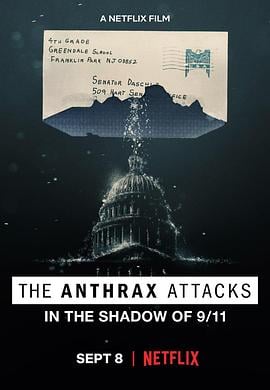 A NETFLIX FILM
4TH GRADE
GREENDALE SCHOOL
FRANKLIN PARK NJ 08852
SENATOR DASCHLE
509 HART SEN OFFICE
THE ANTHRAX ATTACKS
IN THE SHADOW OF 9/11
SEPT 8 | NETFLIX